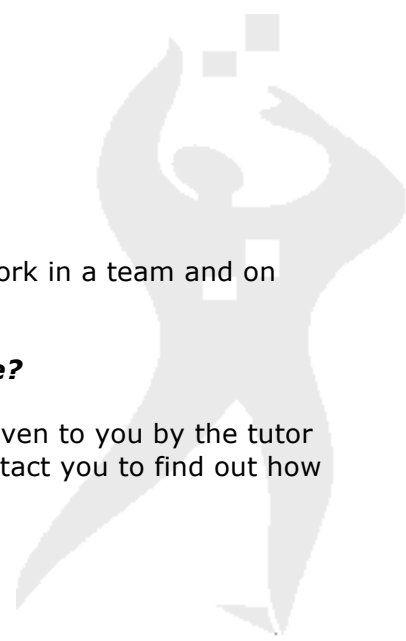 ork in a team and on
e?
ven to you by the tutor
tact you to find out how